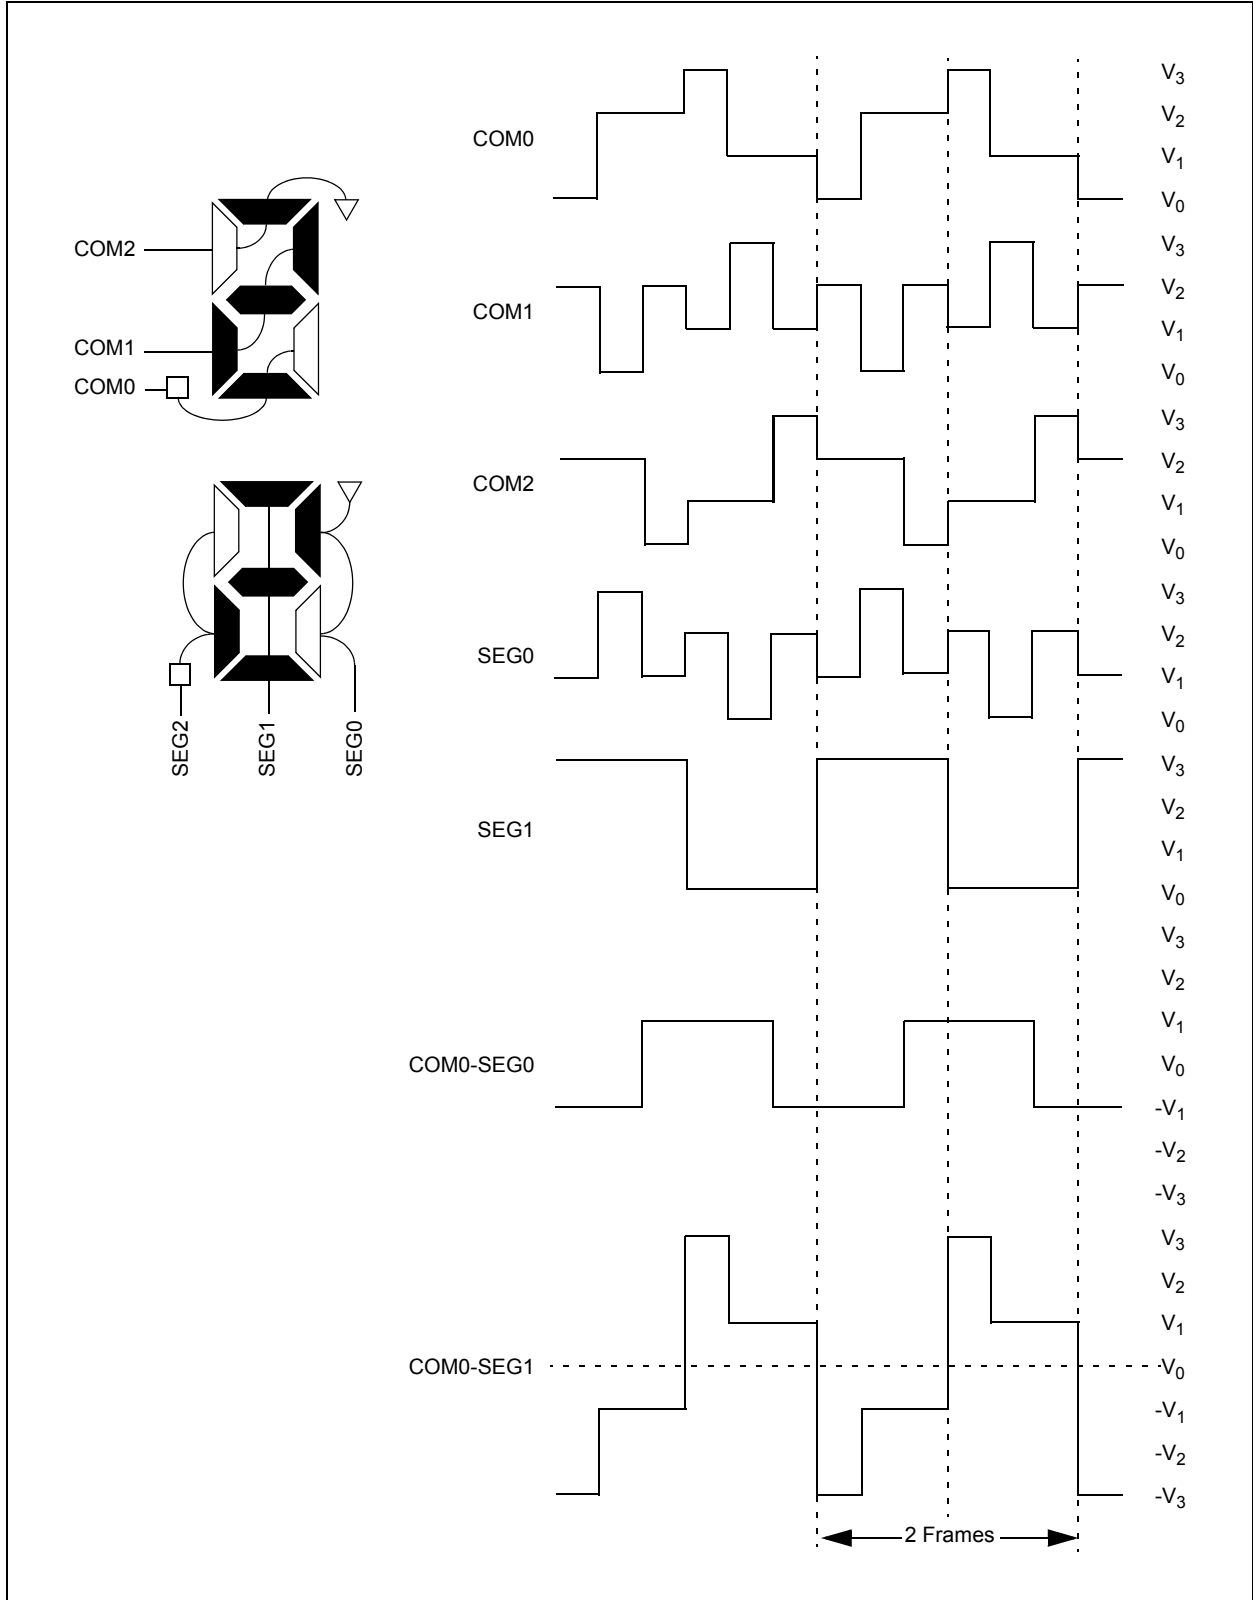 COM2
COM1
COM0
SEG2
SEG1
SEG0
COM0
V3
V2
V1
V0
COM1
V3
V2
V1
V0
COM2
V3
V2
V1
V0
SEG0
V3
V2
V1
V0
SEG1
V3
V2
V1
V0
COM0-SEG0
V3
V2
V1
V0
-V1
-V2
-V3
COM0-SEG1
V3
V2
V1
V0
-V1
-V2
-V3
2 Frames